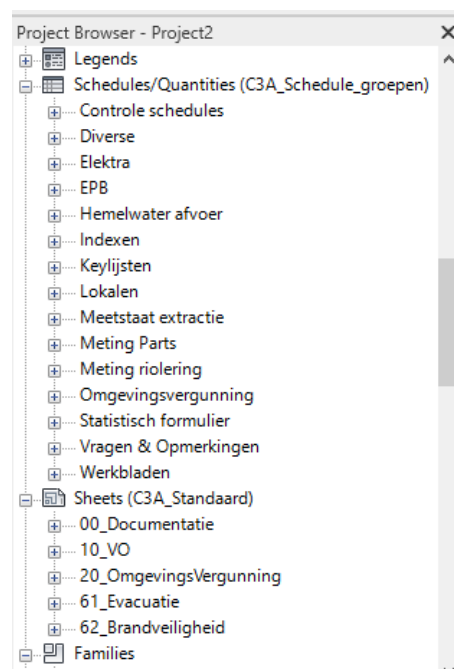 Project Browser - Project2
Legends
Schedules/Quantities (C3A_Schedule_groepen)
Controle schedules
Diverse
Elektra
EPB
Hemelwater afvoer
Indexen
Keylijsten
Lokalen
Meetstaat extractie
Meting Parts
Meting riolering
Omgevingsvergunning
Statistisch formulier
Vragen & Opmerkingen
Werkbladen
Sheets (C3A_Standaard)
00_Documentatie
10_VO
20_OmgevingsVergunning
61_Evacuatie
62_Brandveiligheid
Families